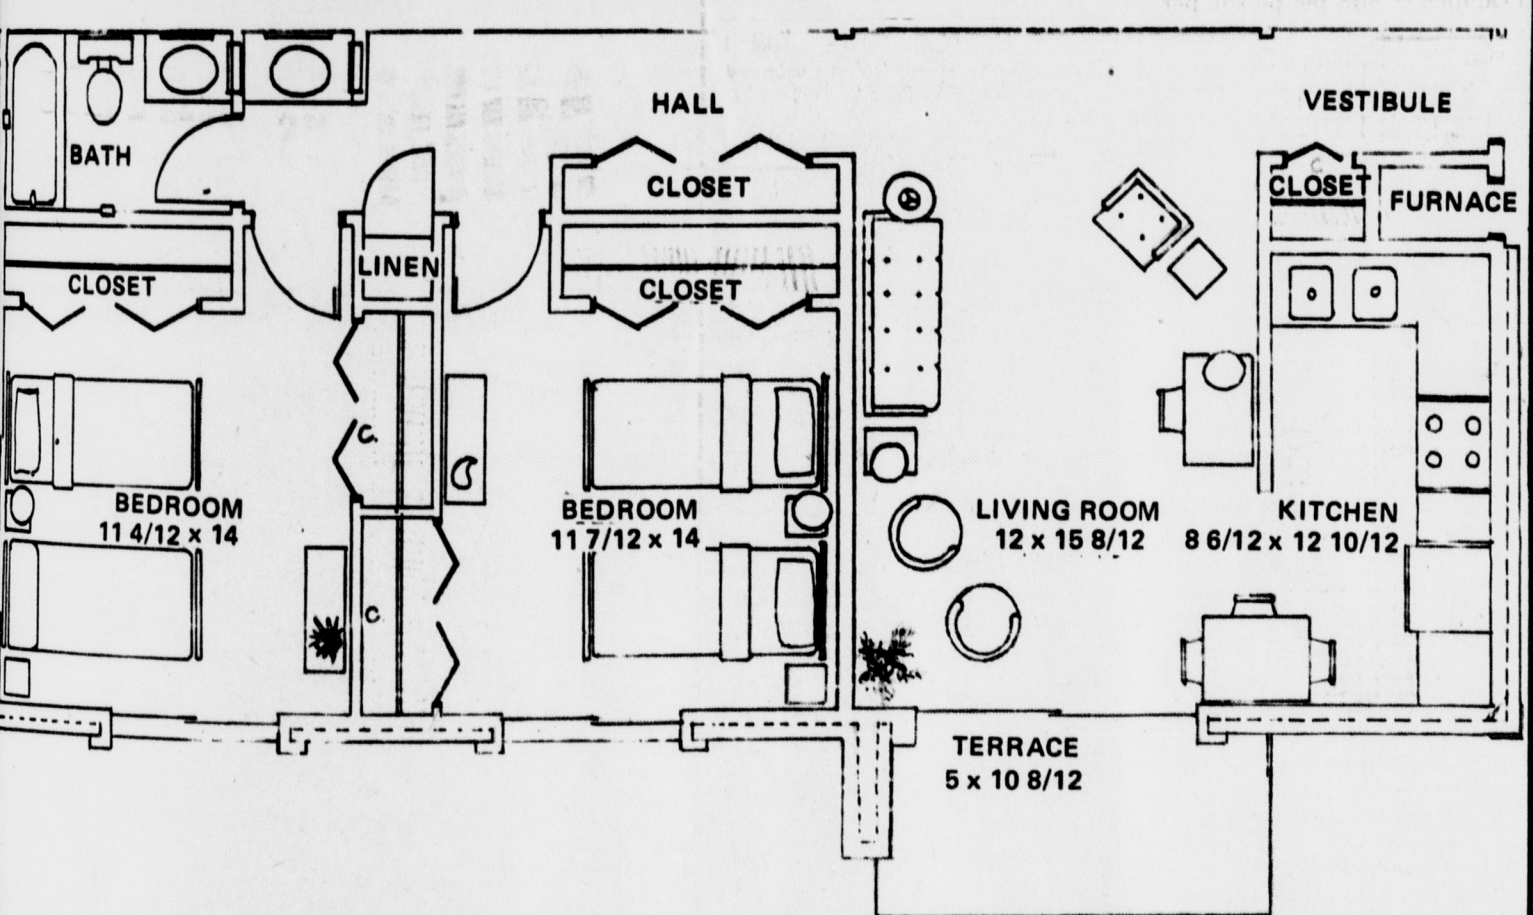 HALL
VESTIBULE
BATH
CLOSET
CLOSET
FURNACE
LINEN
CLOSET
CLOSET
C.
BEDROOM
11 4/12 x 14
BEDROOM
11 7/12 x 14
LIVING ROOM
12 x 15 8/12
KITCHEN
8 6/12 x 12 10/12
C
TERRACE
5 x 10 8/12